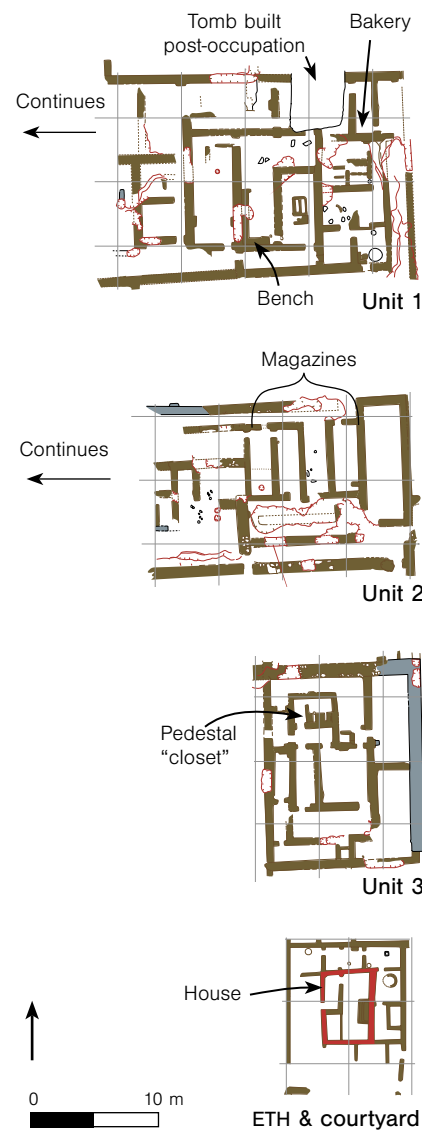 Tomb built
post-occupation
Bakery
Continues
Bench
Unit 1
Magazines
Continues
Unit 2
Pedestal
“closet”
Unit 3
House
0 10 m
ETH & courtyard